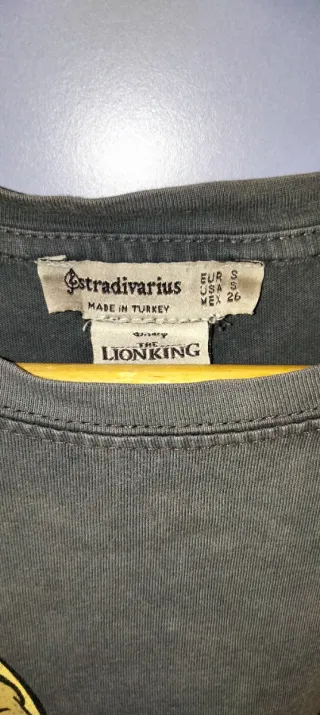 Stradivarius
EUR S
USA S
MEX 26
MADE IN TURKEY
Disney
THE
LION KING